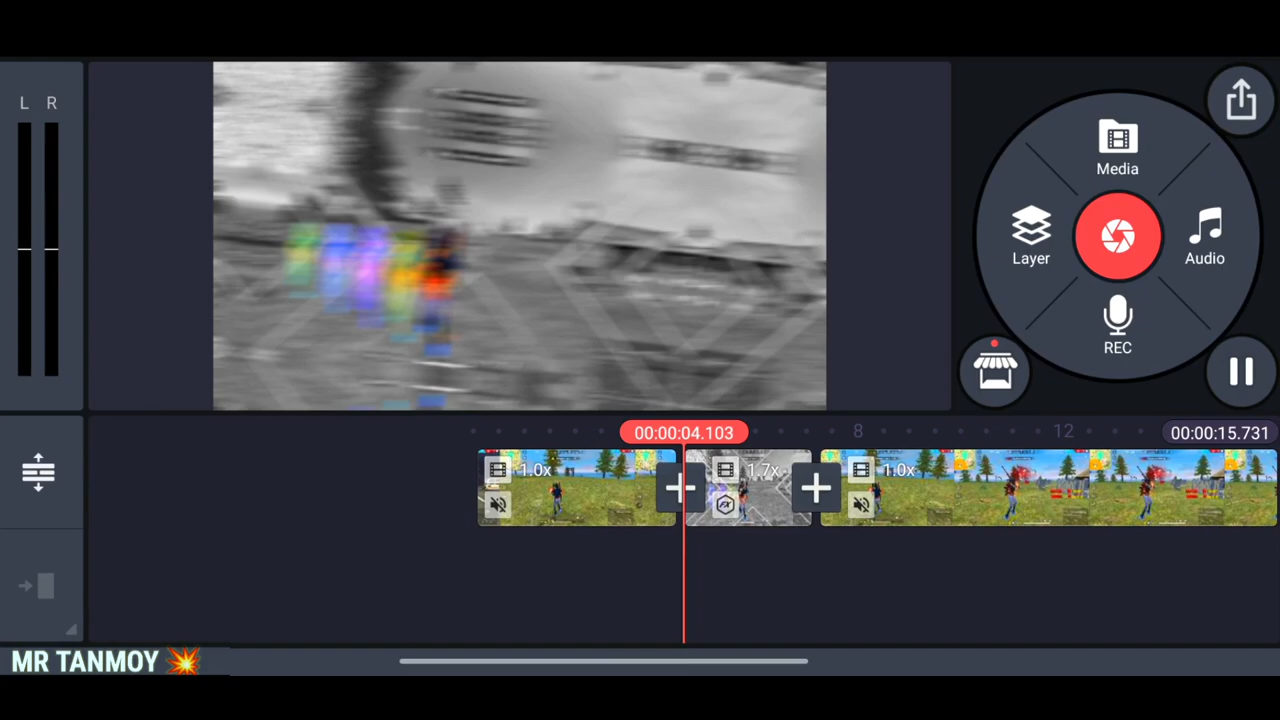 L R
Media
Layer
Audio
REC
00:00:04.103
8
12
00:00:15.731
1.0x
1.7x
1.0x
MR TANMOY